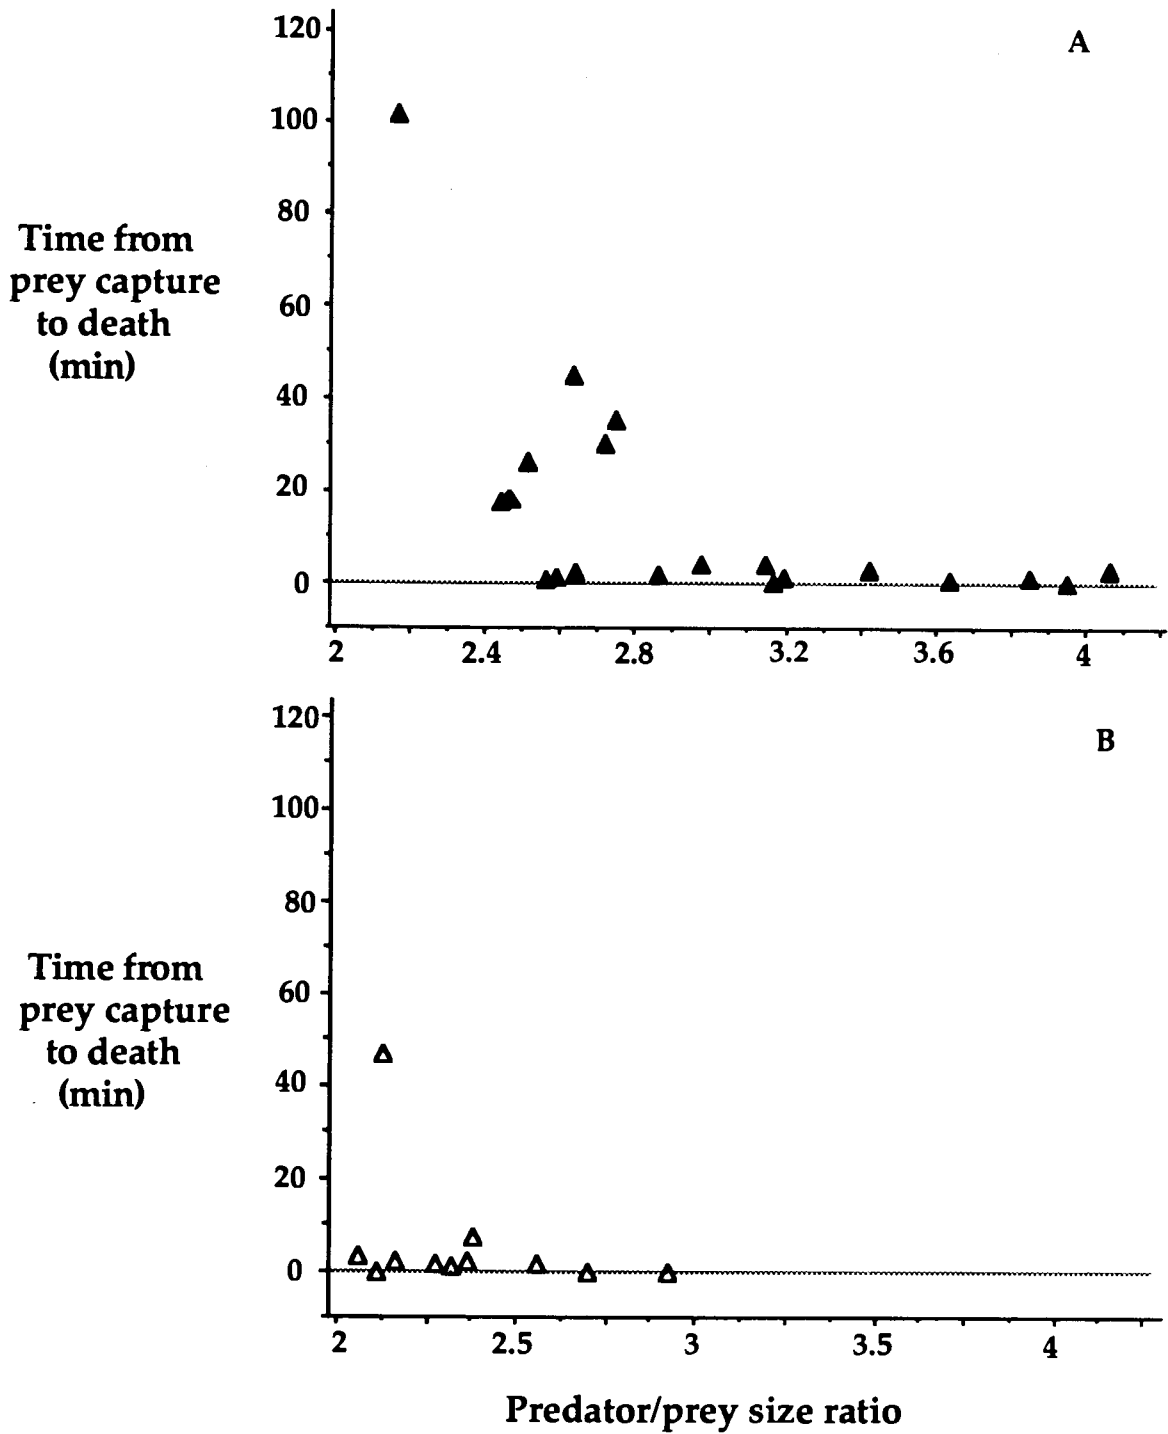 120
A
100
80
Time from
prey capture
to death
(min)
60
40
20
0
2 2.4 2.8 3.2 3.6 4
120
B
100
80
Time from
prey capture
to death
(min)
60
40
20
0
2 2.5 3 3.5 4
Predator/prey size ratio